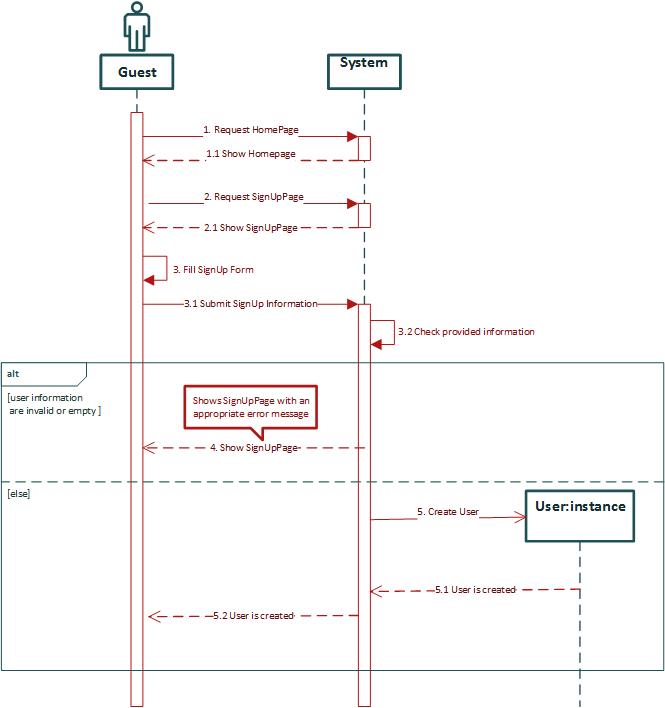 Guest
System
1. Request HomePage
1.1 Show Homepage
2. Request SignUpPage
2.1 Show SignUpPage
3. Fill SignUp Form
3.1 Submit SignUp Information
3.2 Check provided information
alt
[user information
are invalid or empty ]
Shows SignUpPage with an
appropriate error message
4. Show SignUpPage
[else]
User:instance
5. Create User
5.1 User is created
5.2 User is created